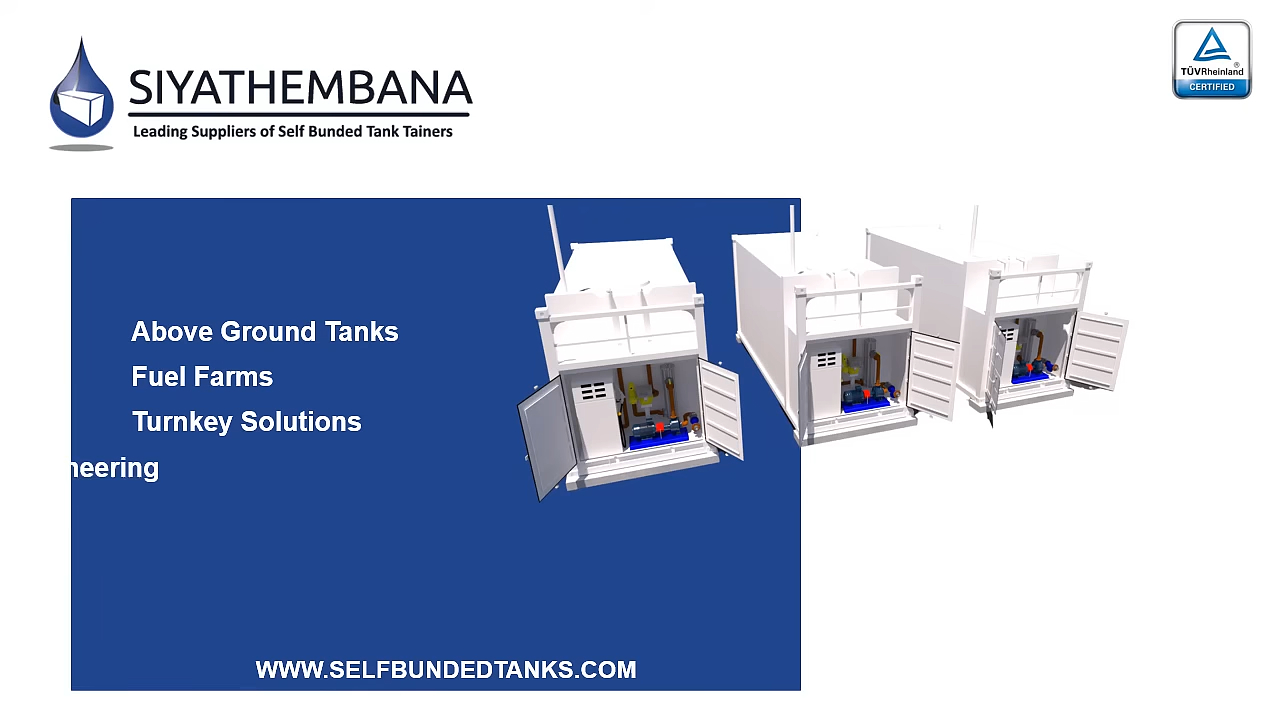 SIYATHEMBANA
Leading Suppliers of Self Bunded Tank Tainers
TÜVRheinland®
CERTIFIED
Above Ground Tanks
Fuel Farms
Turnkey Solutions
neering
WWW.SELFBUNDEDTANKS.COM